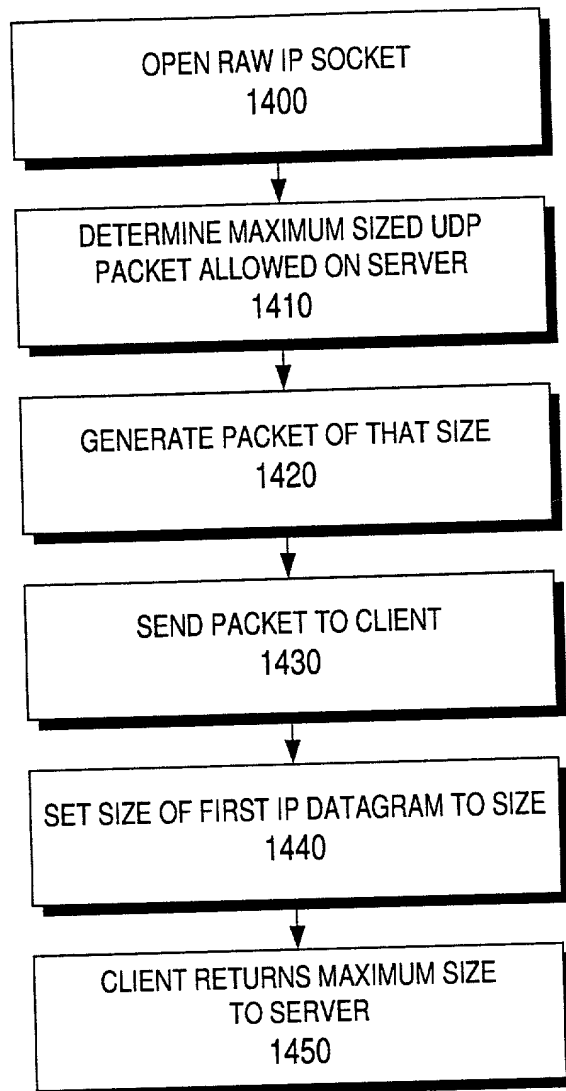 OPEN RAW IP SOCKET
1400
DETERMINE MAXIMUM SIZED UDP
PACKET ALLOWED ON SERVER
1410
GENERATE PACKET OF THAT SIZE
1420
SEND PACKET TO CLIENT
1430
SET SIZE OF FIRST IP DATAGRAM TO SIZE
1440
CLIENT RETURNS MAXIMUM SIZE
TO SERVER
1450